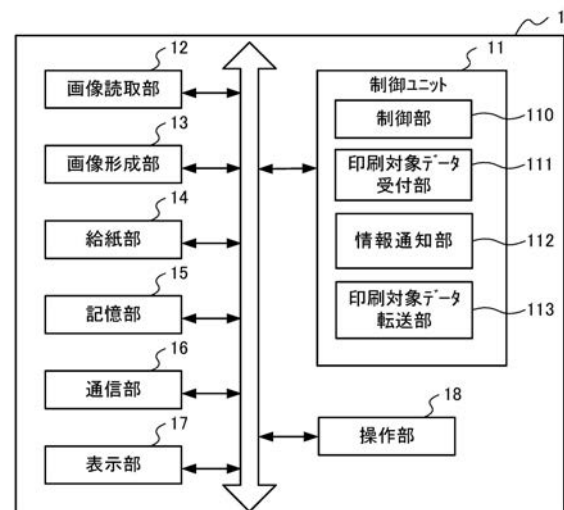 1
12
画像読取部
13
画像形成部
14
給紙部
15
記憶部
16
通信部
17
表示部
11
制御ユニット
制御部
110
印刷対象データ
受付部
111
情報通知部
112
印刷対象データ
転送部
113
18
操作部